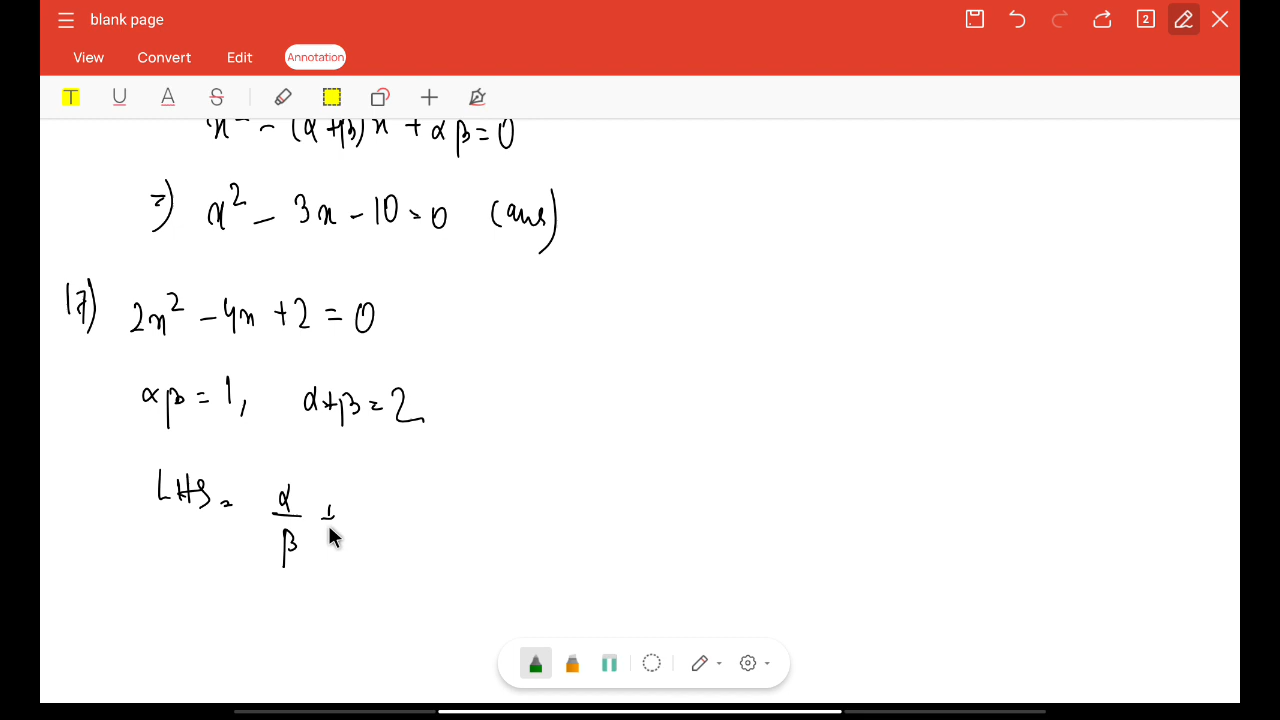 blank page
2
View Convert Edit Annotation
T U A S
x² - (α+β)x + αβ = 0
⇒) x² - 3x - 10 = 0 (ans)
17) 2x² - 4x + 2 = 0
αβ = 1, α+β = 2
LHS = α/β +